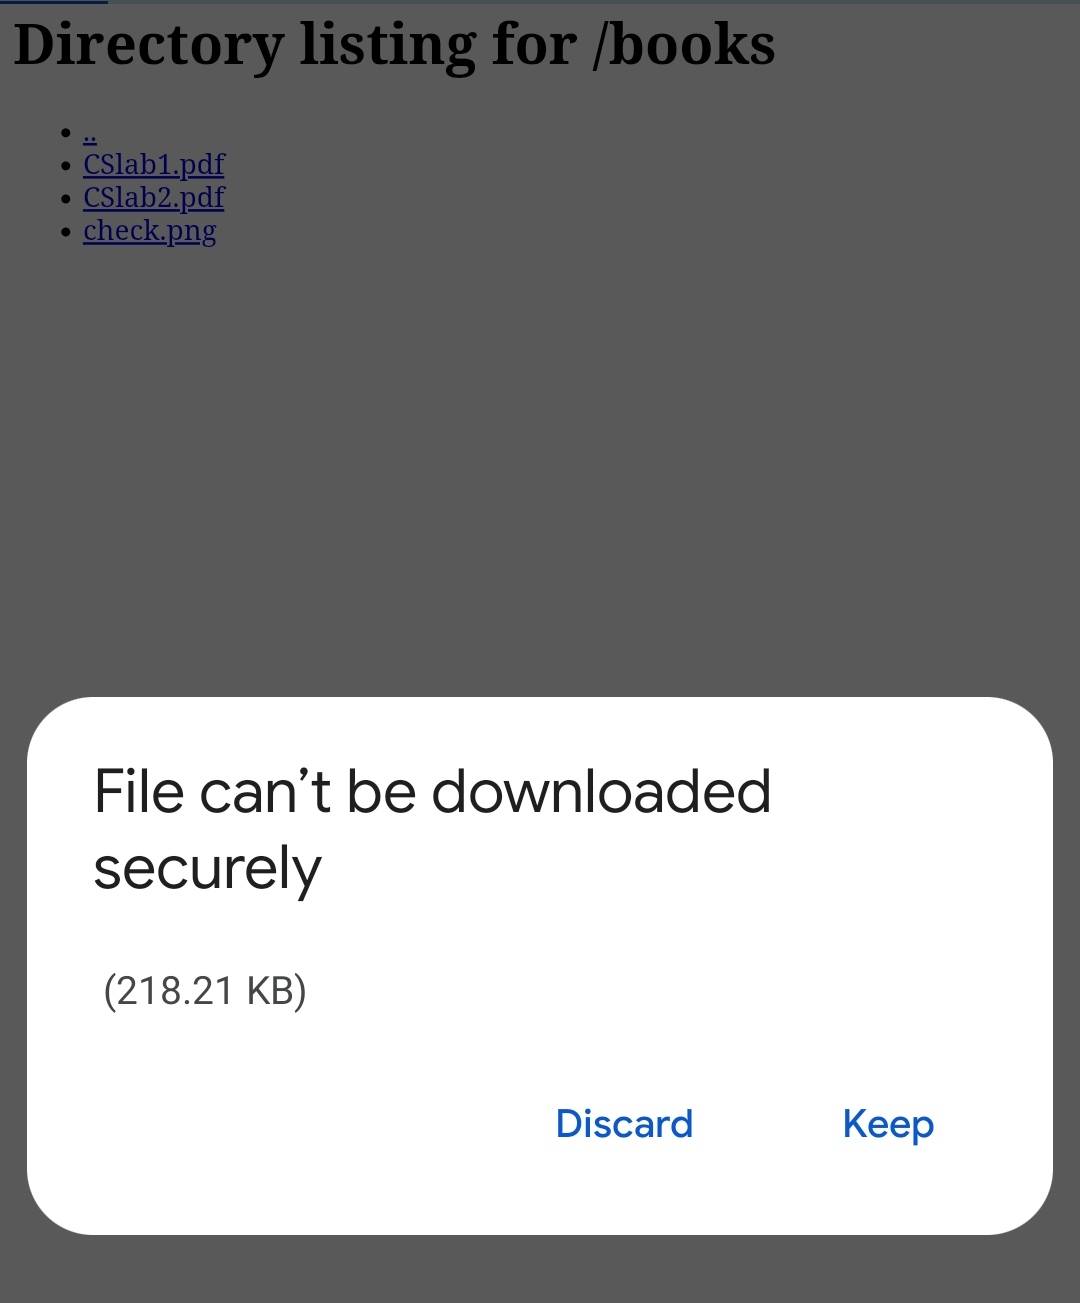 Directory listing for /books
..
CSlab1.pdf
CSlab2.pdf
check.png
File can’t be downloaded
securely
(218.21 KB)
Discard Keep